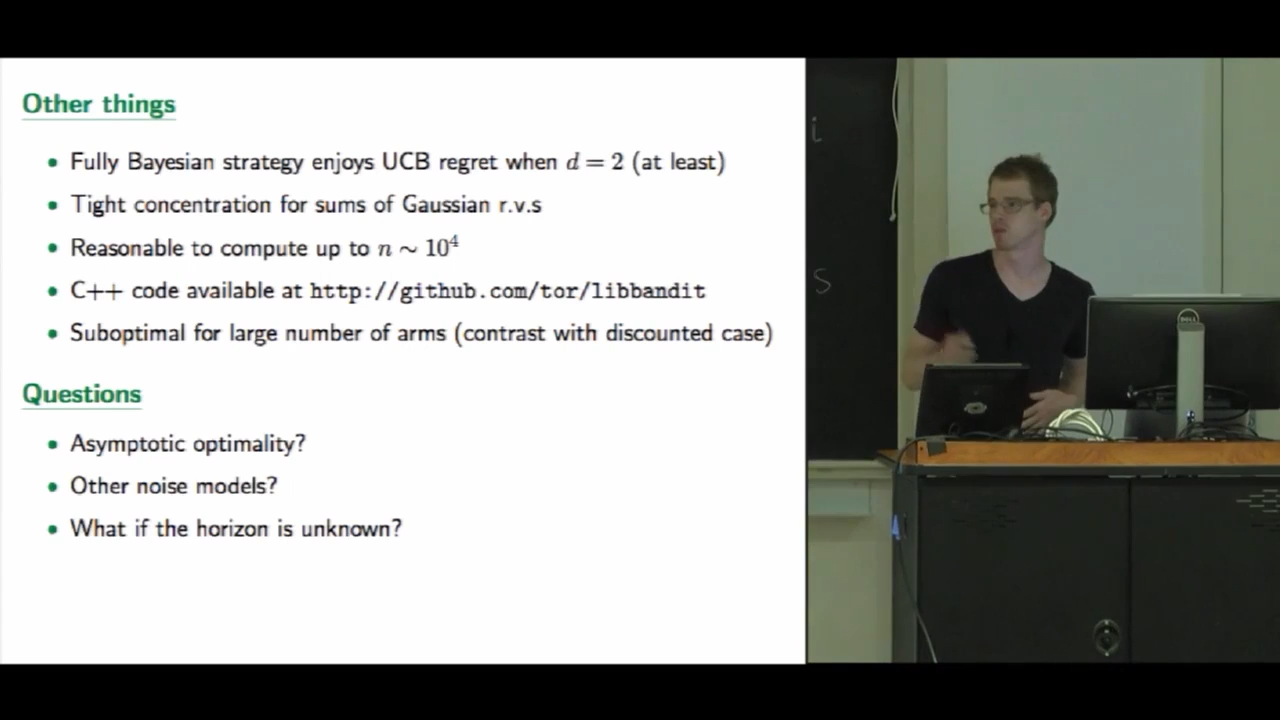 Other things
• Fully Bayesian strategy enjoys UCB regret when d = 2 (at least)
• Tight concentration for sums of Gaussian r.v.s
• Reasonable to compute up to n ∼ 10⁴
• C++ code available at http://github.com/tor/libbandit
• Suboptimal for large number of arms (contrast with discounted case)
Questions
• Asymptotic optimality?
• Other noise models?
• What if the horizon is unknown?
i
s
DELL